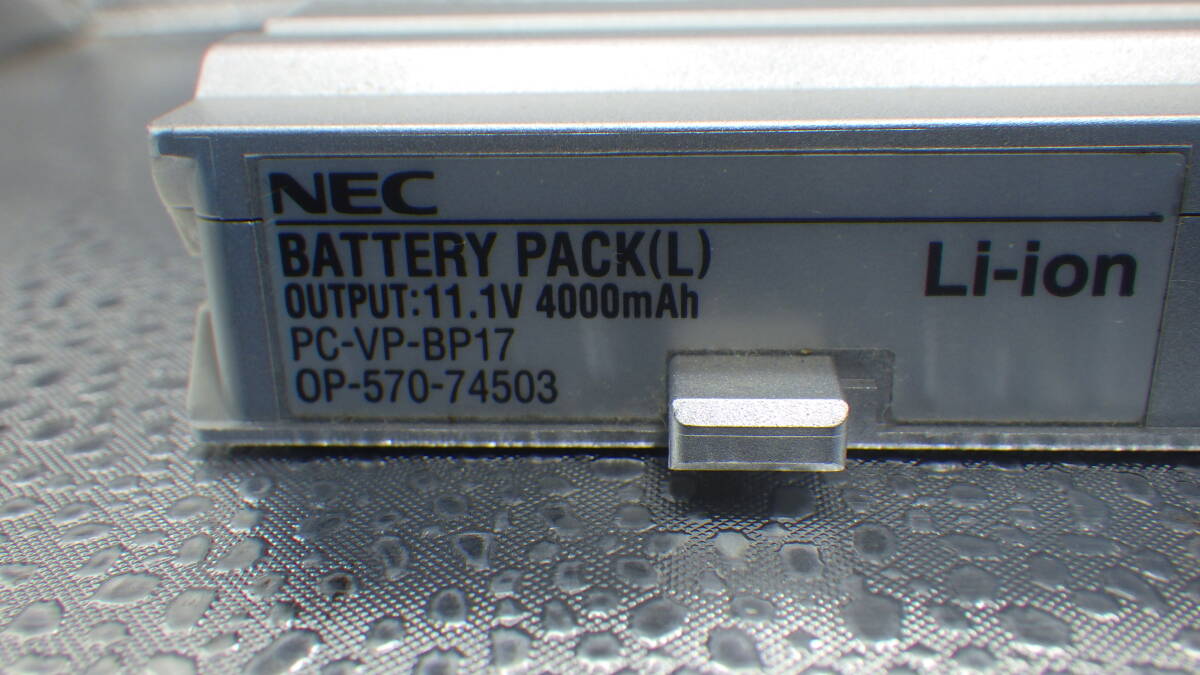 NEC
BATTERY PACK(L)
OUTPUT:11.1V 4000mAh
PC-VP-BP17
OP-570-74503
Li-ion